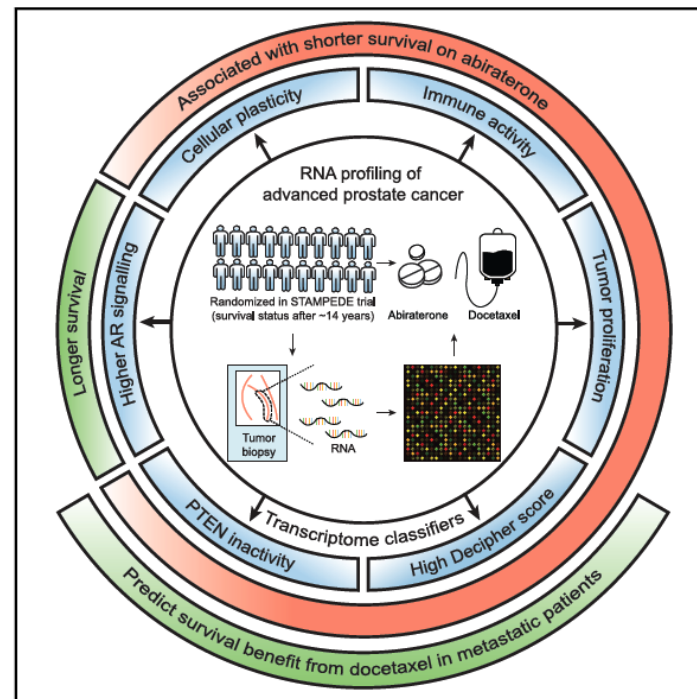 Associated with shorter survival on abiraterone
Cellular plasticity
Immune activity
RNA profiling of
advanced prostate cancer
Longer survival
Higher AR signalling
Tumor proliferation
Randomized in STAMPEDE trial
(survival status after ~14 years)
Abiraterone
Docetaxel
Tumor
biopsy
RNA
Transcriptome classifiers
PTEN inactivity
High Decipher score
Predict survival benefit from docetaxel in metastatic patients